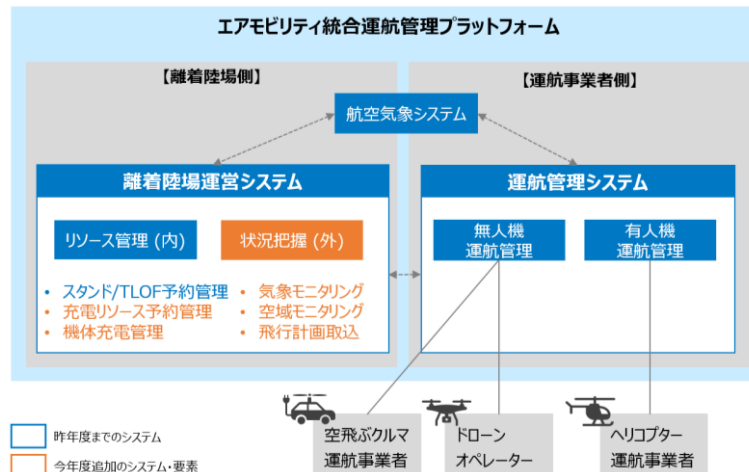 エアモビリティ統合運航管理プラットフォーム
【離着陸場側】
【運航事業者側】
航空気象システム
離着陸場運営システム
運航管理システム
リソース管理 (内)
状況把握 (外)
無人機
運航管理
有人機
運航管理
• スタンド/TLOF予約管理
• 充電リソース予約管理
• 機体充電管理
• 気象モニタリング
• 空域モニタリング
• 飛行計画取込
空飛ぶクルマ
運航事業者
ドローン
オペレーター
ヘリコプター
運航事業者
昨年度までのシステム
今年度追加のシステム・要素